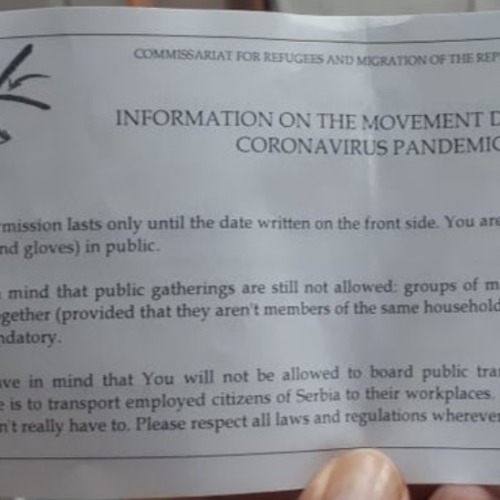 COMMISSARIAT FOR REFUGEES AND MIGRATION OF THE REP
INFORMATION ON THE MOVEMENT D
CORONAVIRUS PANDEMIC
mission lasts only until the date written on the front side. You are
nd gloves) in public.
mind that public gatherings are still not allowed: groups of m
gether (provided that they aren't members of the same household
ndatory.
ve in mind that You will not be allowed to board public tran
e is to transport employed citizens of Serbia to their workplaces.
n't really have to. Please respect all laws and regulations wherever